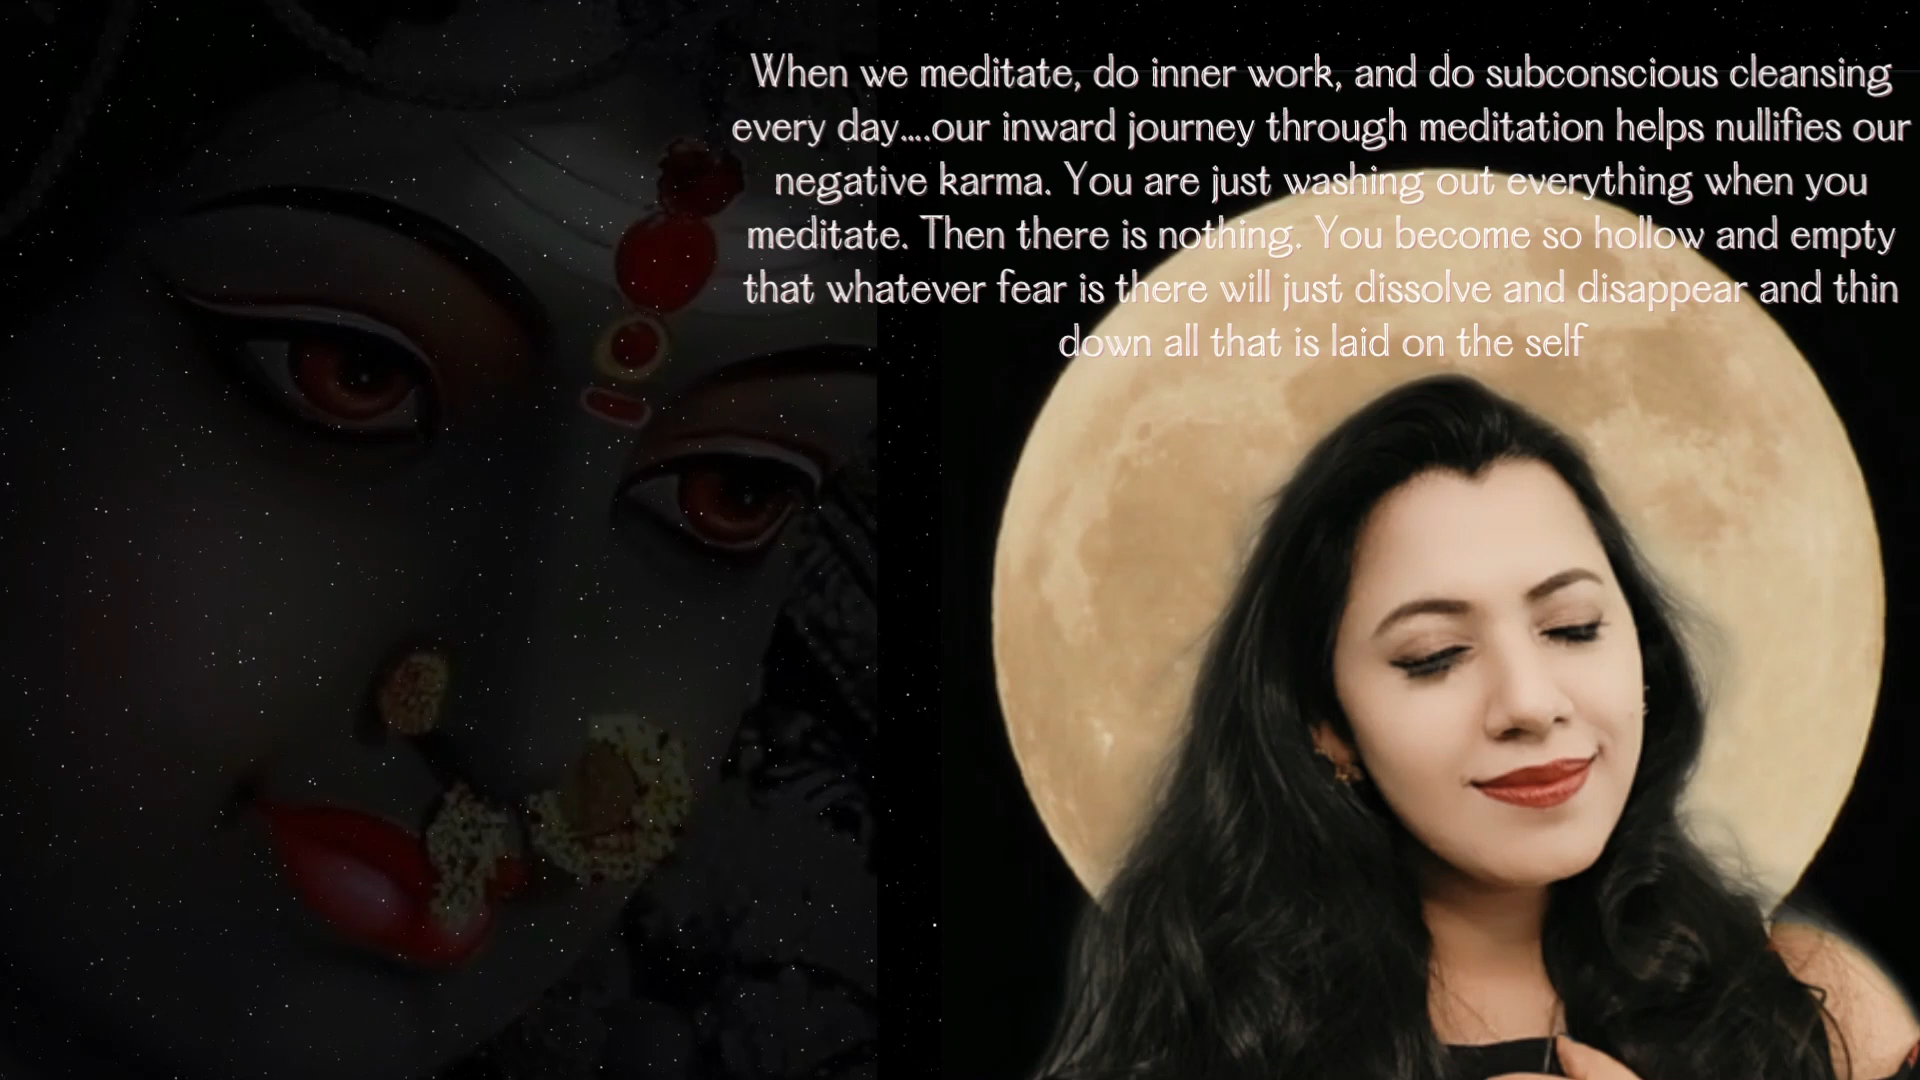 When we meditate, do inner work, and do subconscious cleansing
every day....our inward journey through meditation helps nullifies our
negative karma. You are just washing out everything when you
meditate. Then there is nothing. You become so hollow and empty
that whatever fear is there will just dissolve and disappear and thin
down all that is laid on the self